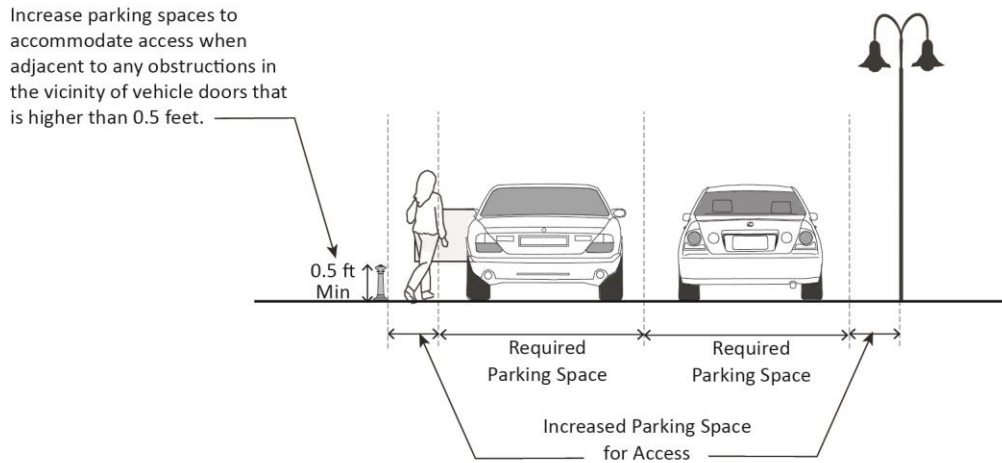 Increase parking spaces to
accommodate access when
adjacent to any obstructions in
the vicinity of vehicle doors that
is higher than 0.5 feet.
0.5 ft
Min
Required
Parking Space
Required
Parking Space
Increased Parking Space
for Access